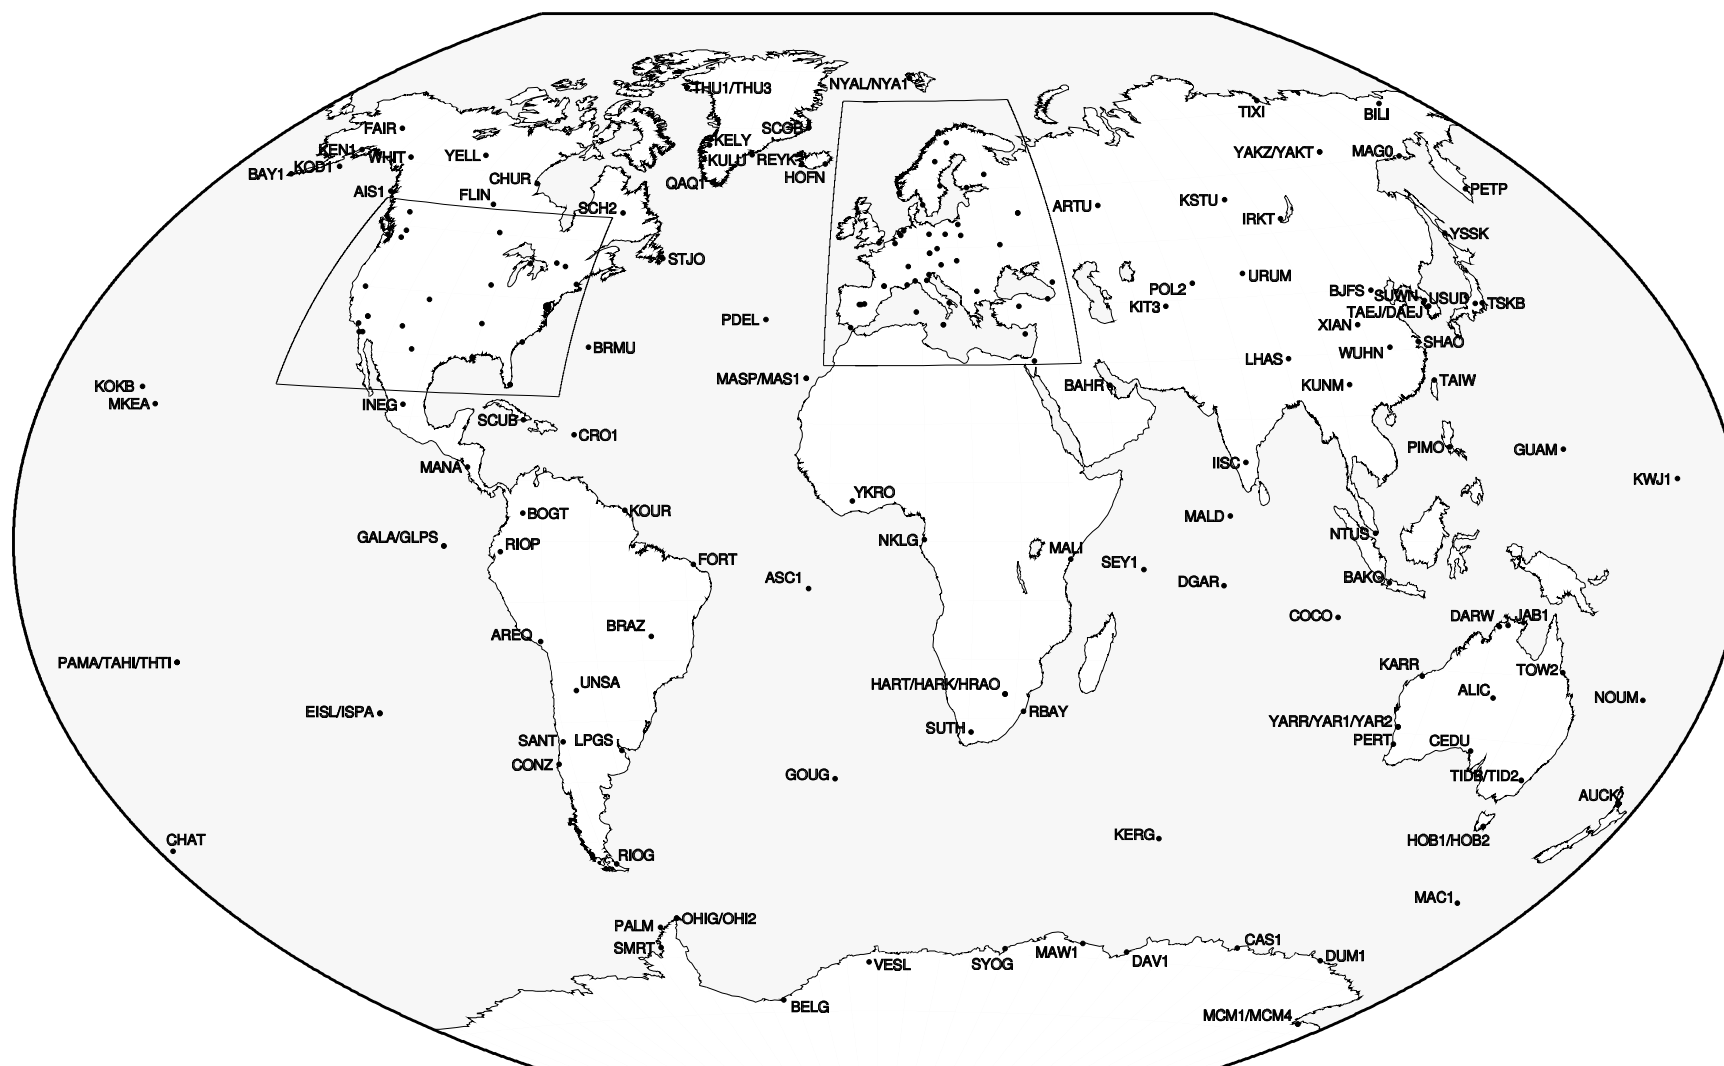 NYAL/NYA1
THU1/THU3
TIXI
BILI
FAIR
SCOB
KELY
KEN1
WHIT
YELL
KULU
REYK
YAKZ/YAKT
MAG0
BAY1
KOD1
CHUR
QAQ1
HOFN
PETP
AIS1
FLIN
SCH2
ARTU
KSTU
IRKT
YSSK
STJO
URUM
POL2
BJFS
SUWN
USUD
TSKB
KIT3
TAEJ/DAEJ
PDEL
XIAN
BRMU
WUHN
SHAO
LHAS
MASP/MAS1
BAHR
KUNM
TAIW
KOKB
MKEA
INEG
SCUB
CRO1
PIMO
GUAM
MANA
IISC
KWJ1
YKRO
BOGT
KOUR
MALD
GALA/GLPS
RIOP
NKLG
MALI
NTUS
FORT
SEY1
ASC1
DGAR
BAKO
COCO
DARW
JAB1
AREQ
BRAZ
PAMA/TAHI/THTI
KARR
TOW2
UNSA
HART/HARK/HRAO
ALIC
NOUM
EISL/ISPA
RBAY
YARR/YAR1/YAR2
SUTH
SANT
LPGS
PERT
CEDU
CONZ
GOUG
TIDB/TID2
AUCK
CHAT
KERG
HOB1/HOB2
RIOG
MAC1
PALM
OHIG/OHI2
SMRT
CAS1
MAW1
VESL
SYOG
DAV1
DUM1
BELG
MCM1/MCM4